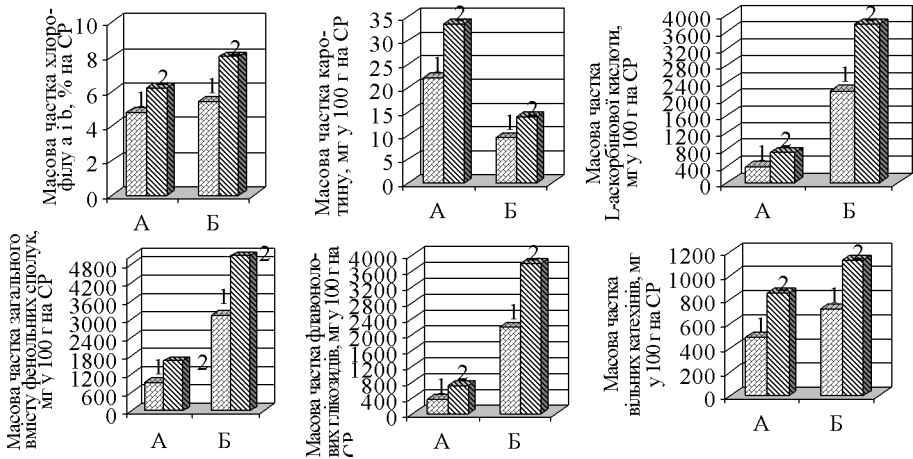 Масова частка хлоро-
філу a і b, % на СР
10
8
6
4
2
0
1
2
1
2
А
Б
Масова частка каро-
тину, мг у 100 г на СР
35
30
25
20
15
10
5
0
1
2
1
2
А
Б
Масова частка
L-аскорбінової кислоти,
мг у 100 г на СР
4000
3600
3200
2800
2400
2000
1600
1200
800
400
0
1
2
1
2
А
Б
Масова частка загального
вмісту фенольних сполук,
мг у 100 г на СР
4800
4200
3600
3000
2400
1800
1200
600
0
1
2
1
2
А
Б
Масова частка флавоноло-
вих глікозидів, мг у 100 г на
СР
4000
3600
3200
2800
2400
2000
1600
1200
800
400
0
1
2
1
2
А
Б
Масова частка
вільних катехінів, мг
у 100 г на СР
1200
1000
800
600
400
200
0
1
2
1
2
А
Б